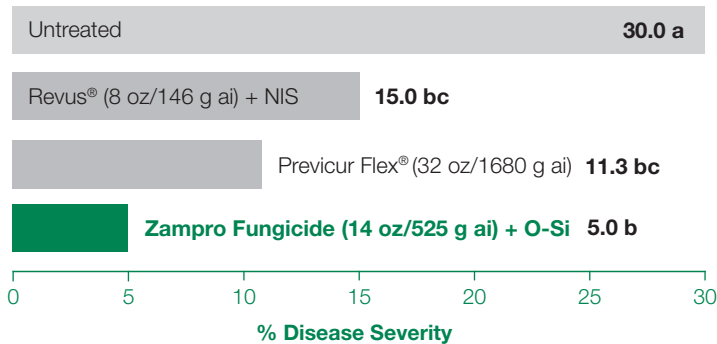 Untreated 30.0 a
Revus® (8 oz/146 g ai) + NIS 15.0 bc
Previcur Flex® (32 oz/1680 g ai) 11.3 bc
Zampro Fungicide (14 oz/525 g ai) + O-Si 5.0 b
0 5 10 15 20 25 30
% Disease Severity